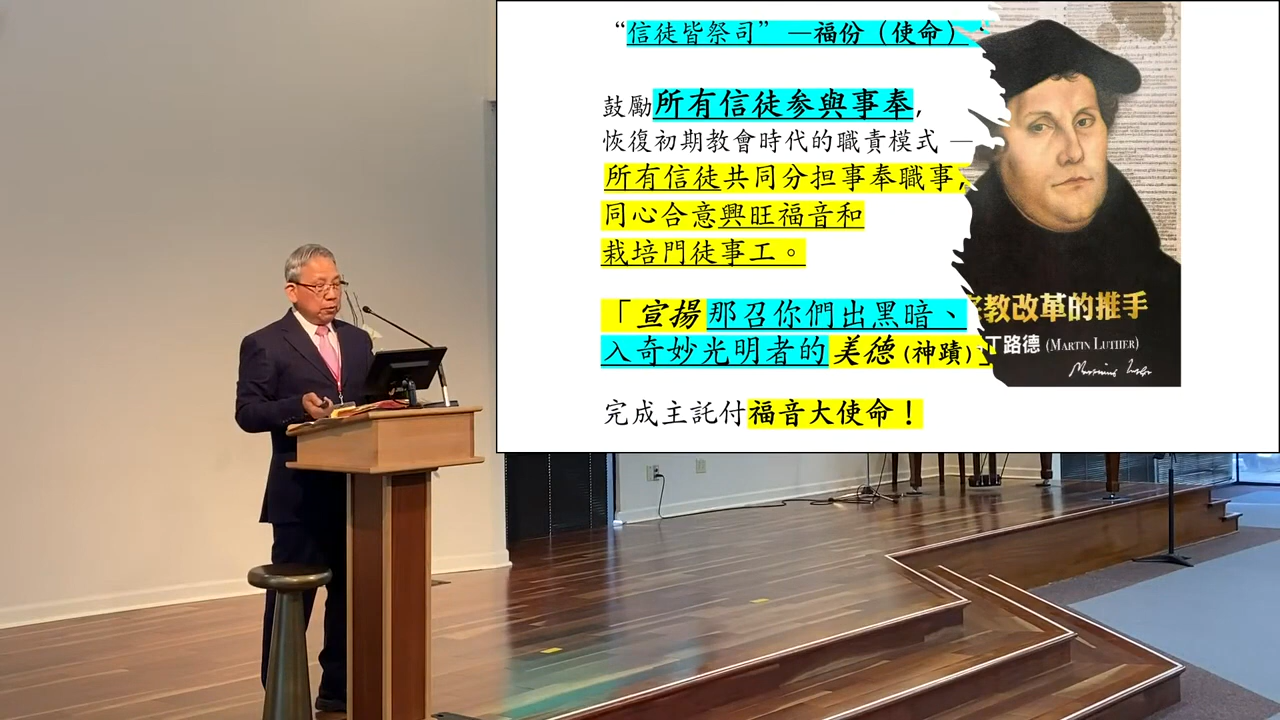 “信徒皆祭司” —福份（使命）：
鼓勵所有信徒參與事奉，
恢復初期教會時代的職責模式 —
所有信徒共同分担事奉職事，
同心合意興旺福音和
栽培門徒事工。
「宣揚那召你們出黑暗、
入奇妙光明者的美德(神蹟)」
完成主託付福音大使命！
宗教改革的推手
丁路德 (MARTIN LUTHER)